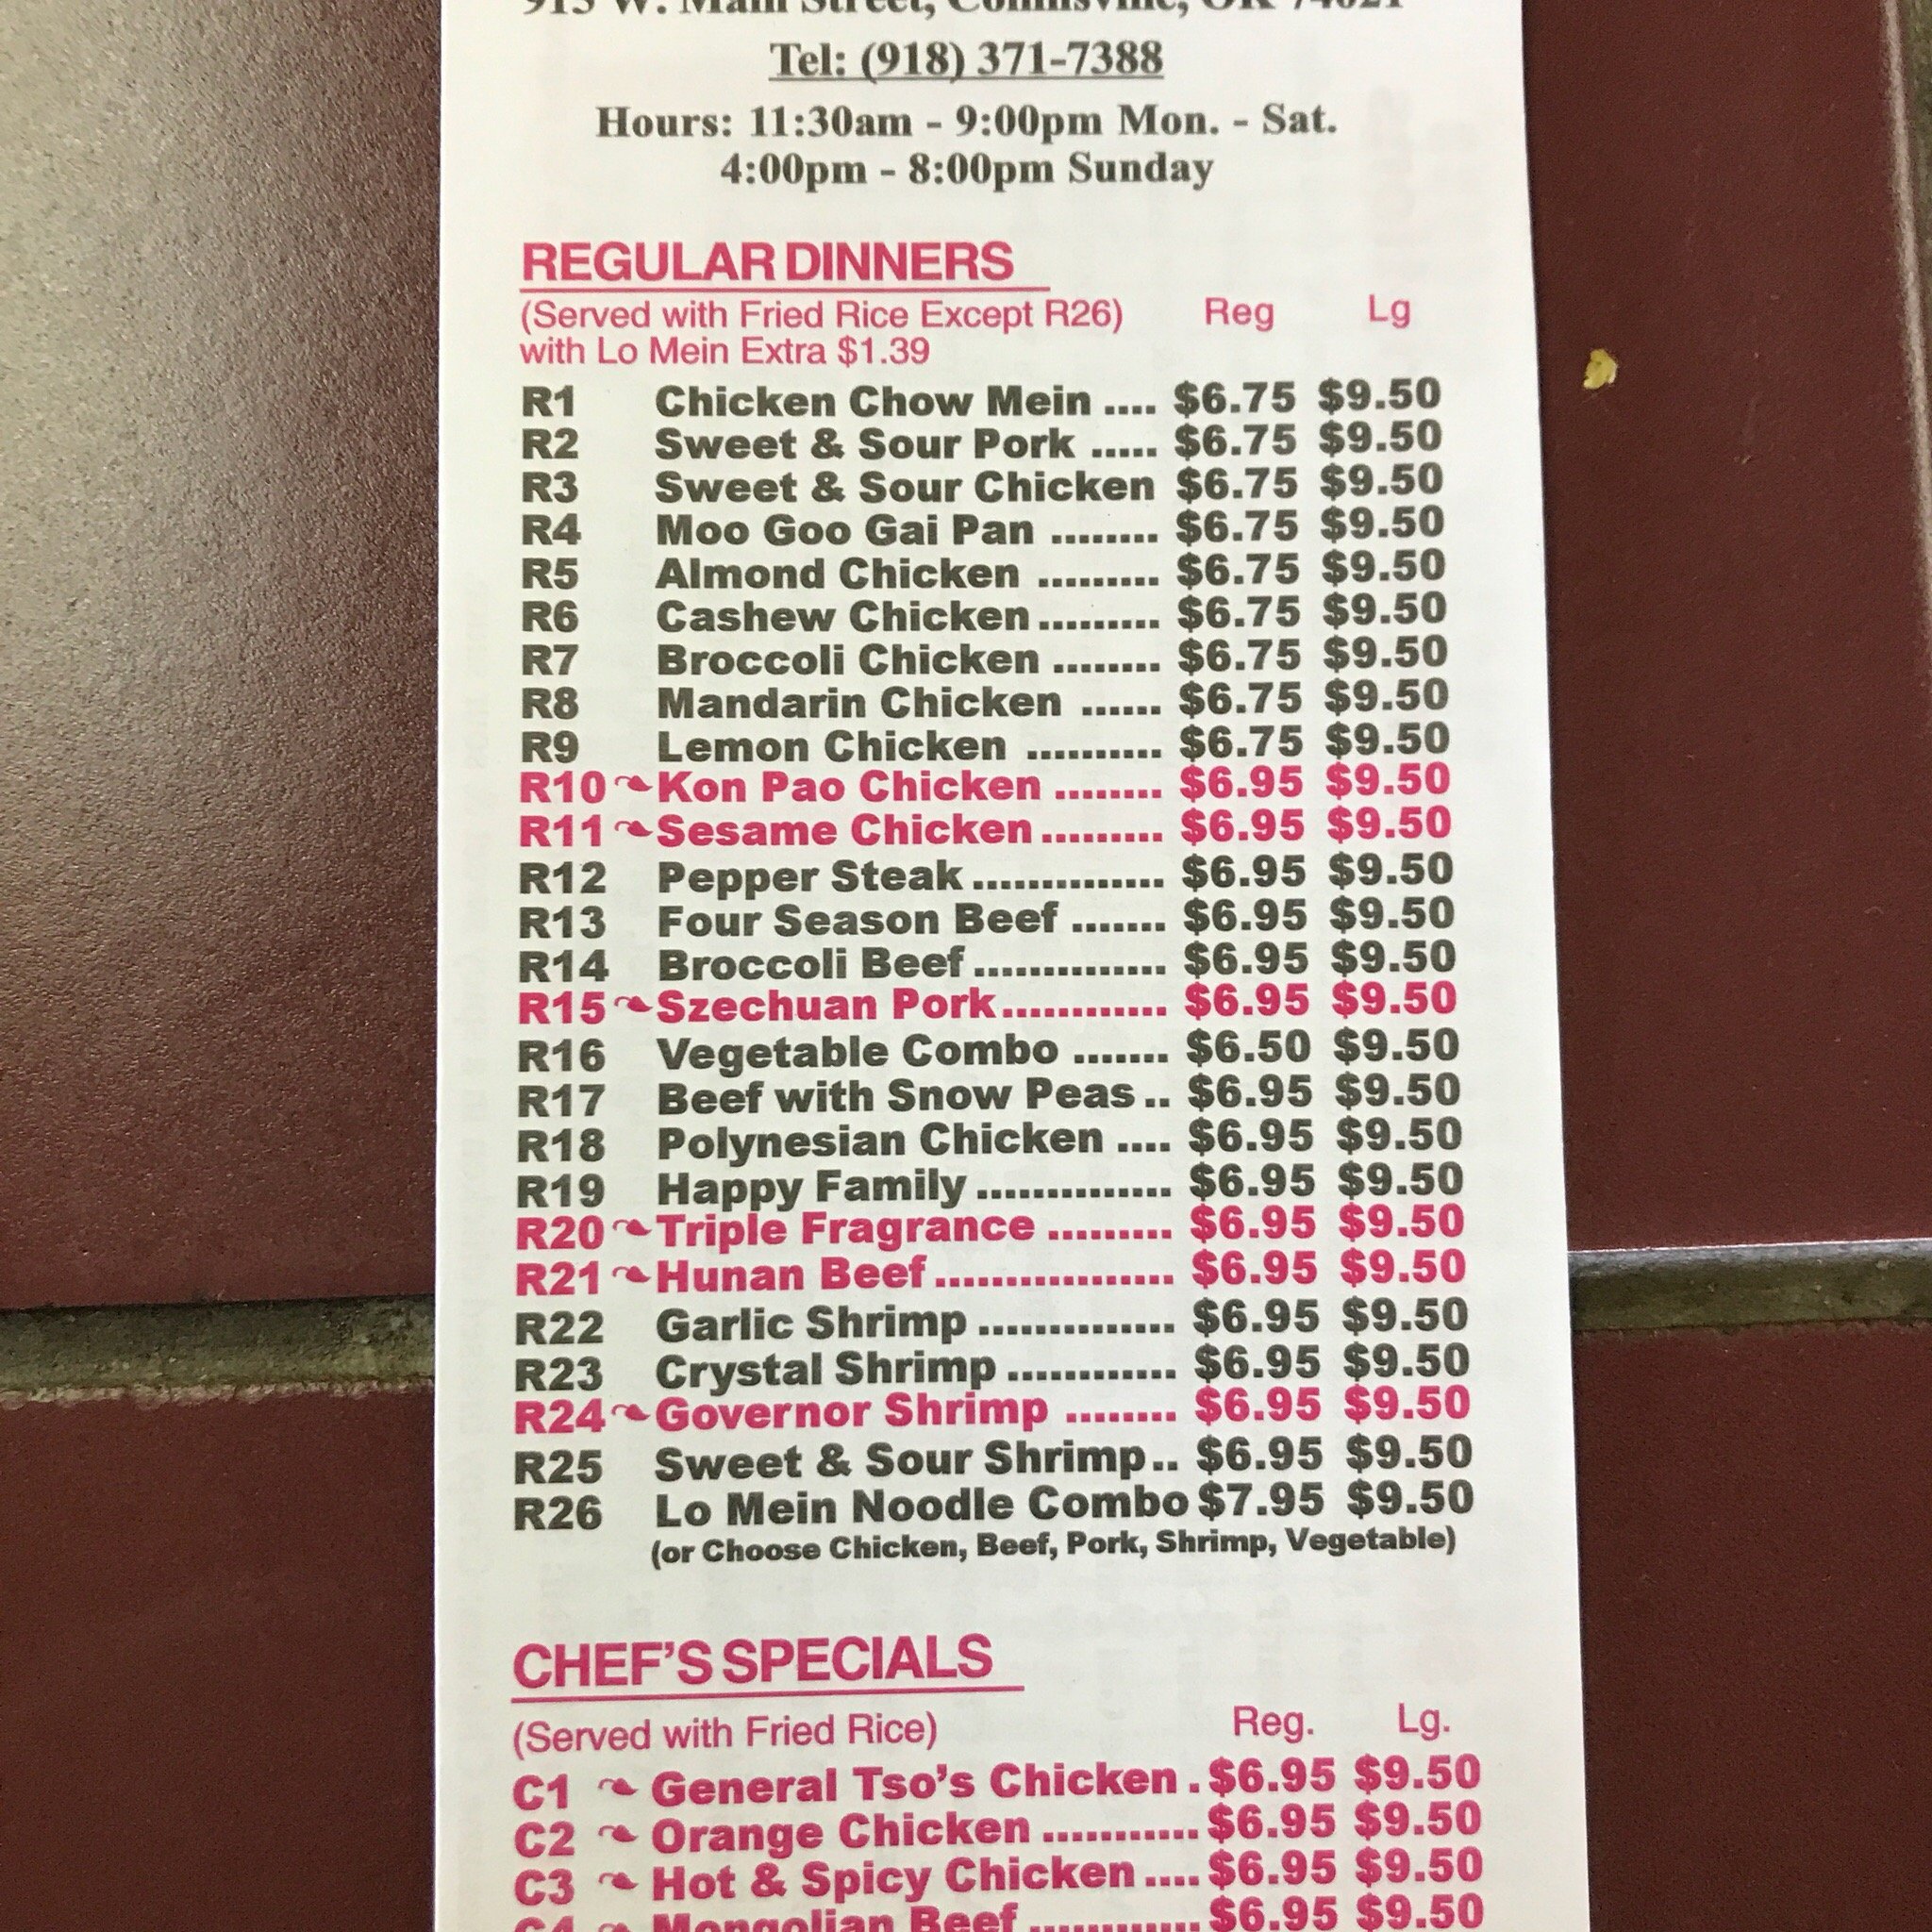 915 W. Main Street, Collinsville, OK 74021
Tel: (918) 371-7388
Hours: 11:30am - 9:00pm Mon. - Sat.
4:00pm - 8:00pm Sunday
REGULAR DINNERS
(Served with Fried Rice Except R26) Reg Lg
with Lo Mein Extra $1.39
R1 Chicken Chow Mein .... $6.75 $9.50
R2 Sweet & Sour Pork ..... $6.75 $9.50
R3 Sweet & Sour Chicken $6.75 $9.50
R4 Moo Goo Gai Pan ........ $6.75 $9.50
R5 Almond Chicken ......... $6.75 $9.50
R6 Cashew Chicken ......... $6.75 $9.50
R7 Broccoli Chicken ........ $6.75 $9.50
R8 Mandarin Chicken ...... $6.75 $9.50
R9 Lemon Chicken .......... $6.75 $9.50
R10 Kon Pao Chicken ........ $6.95 $9.50
R11 Sesame Chicken ......... $6.95 $9.50
R12 Pepper Steak .............. $6.95 $9.50
R13 Four Season Beef ....... $6.95 $9.50
R14 Broccoli Beef .............. $6.95 $9.50
R15 Szechuan Pork ............ $6.95 $9.50
R16 Vegetable Combo ....... $6.50 $9.50
R17 Beef with Snow Peas .. $6.95 $9.50
R18 Polynesian Chicken .... $6.95 $9.50
R19 Happy Family .............. $6.95 $9.50
R20 Triple Fragrance ......... $6.95 $9.50
R21 Hunan Beef ................. $6.95 $9.50
R22 Garlic Shrimp .............. $6.95 $9.50
R23 Crystal Shrimp ............ $6.95 $9.50
R24 Governor Shrimp ........ $6.95 $9.50
R25 Sweet & Sour Shrimp .. $6.95 $9.50
R26 Lo Mein Noodle Combo $7.95 $9.50
(or Choose Chicken, Beef, Pork, Shrimp, Vegetable)
CHEF'S SPECIALS
(Served with Fried Rice) Reg. Lg.
C1 General Tso's Chicken . $6.95 $9.50
C2 Orange Chicken ........... $6.95 $9.50
C3 Hot & Spicy Chicken .... $6.95 $9.50
C4 Mongolian Beef ............ $6.95 $9.50